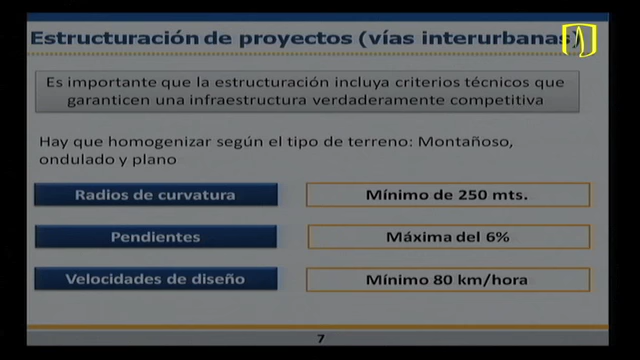 Estructuración de proyectos (vías interurbanas)
Es importante que la estructuración incluya criterios técnicos que
garanticen una infraestructura verdaderamente competitiva
Hay que homogenizar según el tipo de terreno: Montañoso,
ondulado y plano
Radios de curvatura
Mínimo de 250 mts.
Pendientes
Máxima del 6%
Velocidades de diseño
Mínimo 80 km/hora
7